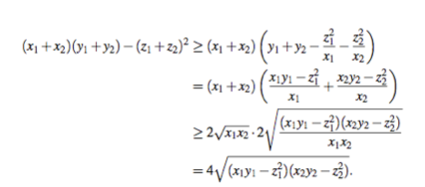 (x₁+x₂)(y₁+y₂)−(z₁+z₂)² ≥ (x₁+x₂)(y₁+y₂−z₁²/x₁−z₂²/x₂)
= (x₁+x₂)((x₁y₁−z₁²)/x₁+(x₂y₂−z₂²)/x₂)
≥ 2√(x₁x₂)·2√((x₁y₁−z₁²)(x₂y₂−z₂²)/(x₁x₂))
= 4√((x₁y₁−z₁²)(x₂y₂−z₂²)).